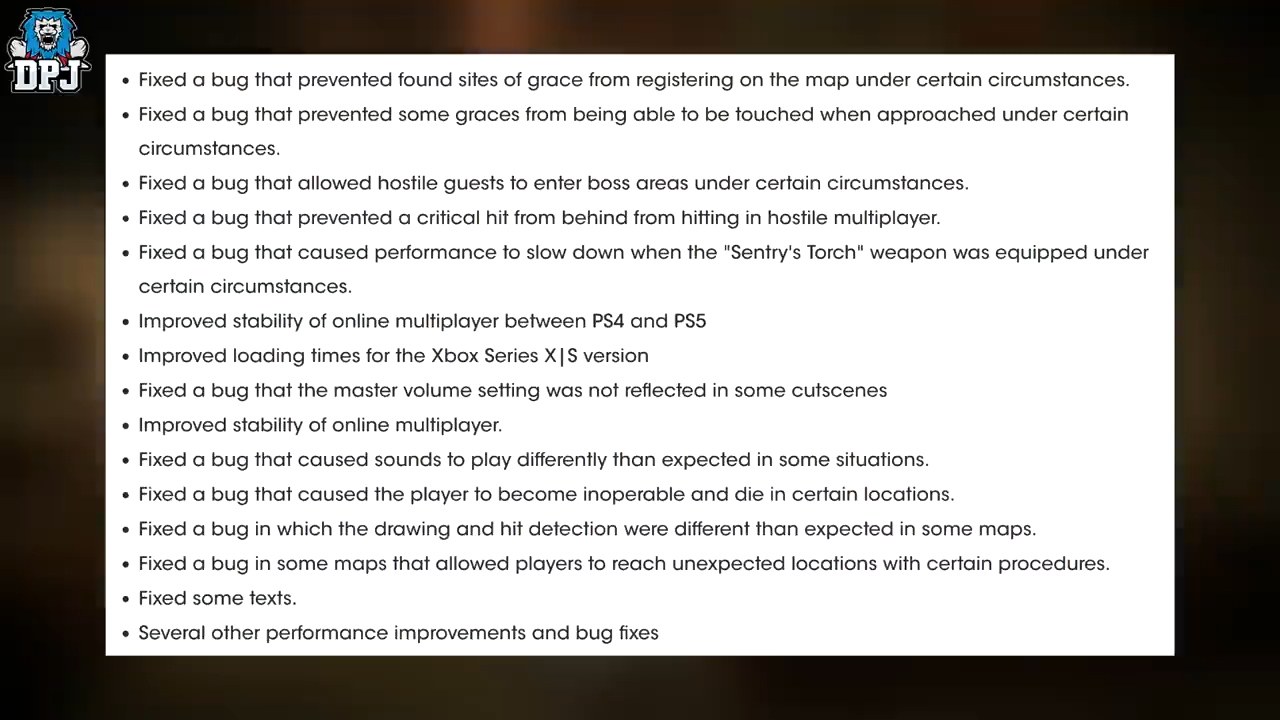 DPJ
• Fixed a bug that prevented found sites of grace from registering on the map under certain circumstances.
• Fixed a bug that prevented some graces from being able to be touched when approached under certain
circumstances.
• Fixed a bug that allowed hostile guests to enter boss areas under certain circumstances.
• Fixed a bug that prevented a critical hit from behind from hitting in hostile multiplayer.
• Fixed a bug that caused performance to slow down when the "Sentry's Torch" weapon was equipped under
certain circumstances.
• Improved stability of online multiplayer between PS4 and PS5
• Improved loading times for the Xbox Series X|S version
• Fixed a bug that the master volume setting was not reflected in some cutscenes
• Improved stability of online multiplayer.
• Fixed a bug that caused sounds to play differently than expected in some situations.
• Fixed a bug that caused the player to become inoperable and die in certain locations.
• Fixed a bug in which the drawing and hit detection were different than expected in some maps.
• Fixed a bug in some maps that allowed players to reach unexpected locations with certain procedures.
• Fixed some texts.
• Several other performance improvements and bug fixes